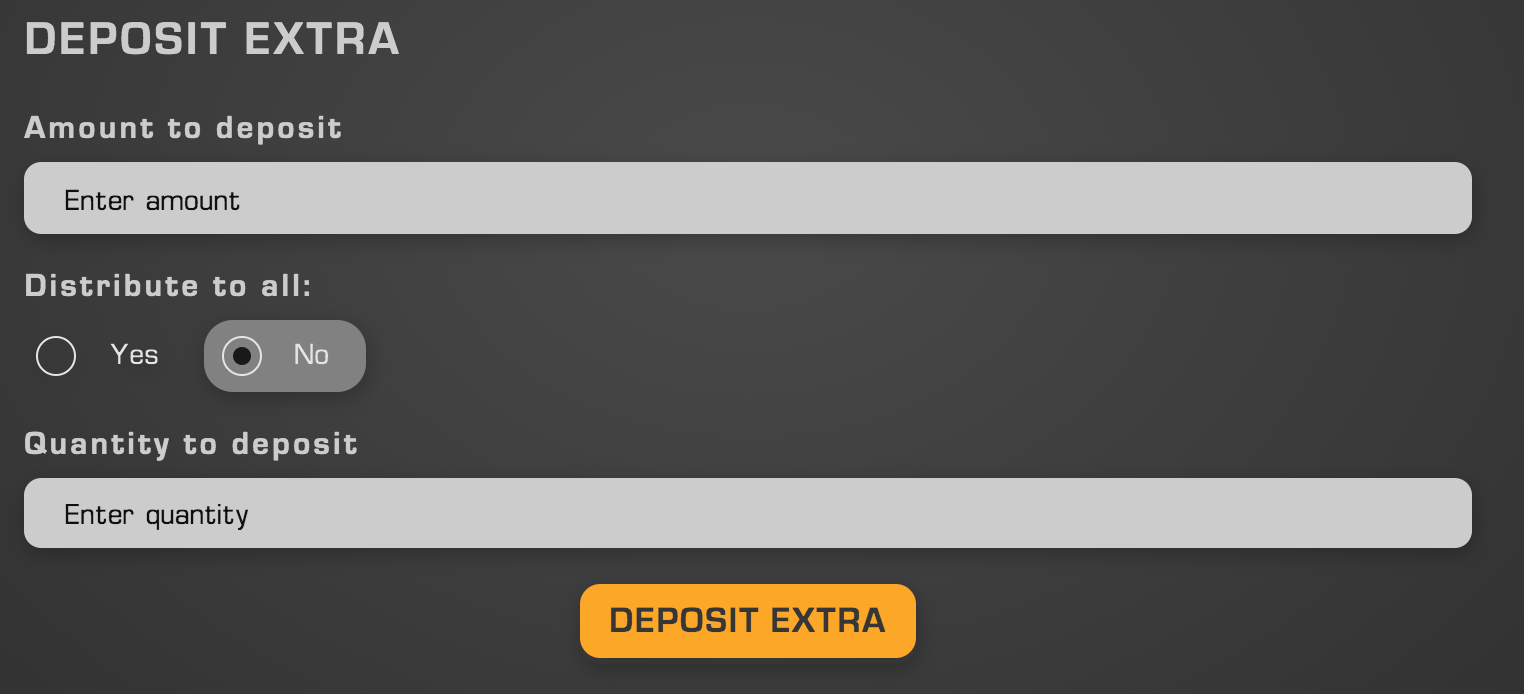 DEPOSIT EXTRA
Amount to deposit
Enter amount
Distribute to all:
Yes No
Quantity to deposit
Enter quantity
DEPOSIT EXTRA